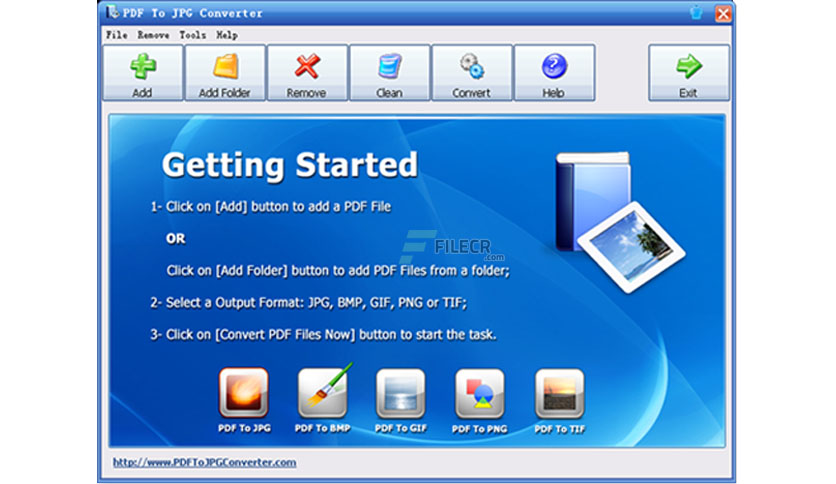 PDF To JPG Converter
File Remove Tools Help
Add Add Folder Remove Clean Convert Help Exit
Getting Started
1- Click on [Add] button to add a PDF File
OR
FILECR
.com
Click on [Add Folder] button to add PDF Files from a folder;
2- Select a Output Format: JPG, BMP, GIF, PNG or TIF;
3- Click on [Convert PDF Files Now] button to start the task.
PDF To JPG PDF To BMP PDF To GIF PDF To PNG PDF To TIF
http://www.PDFToJPGConverter.com